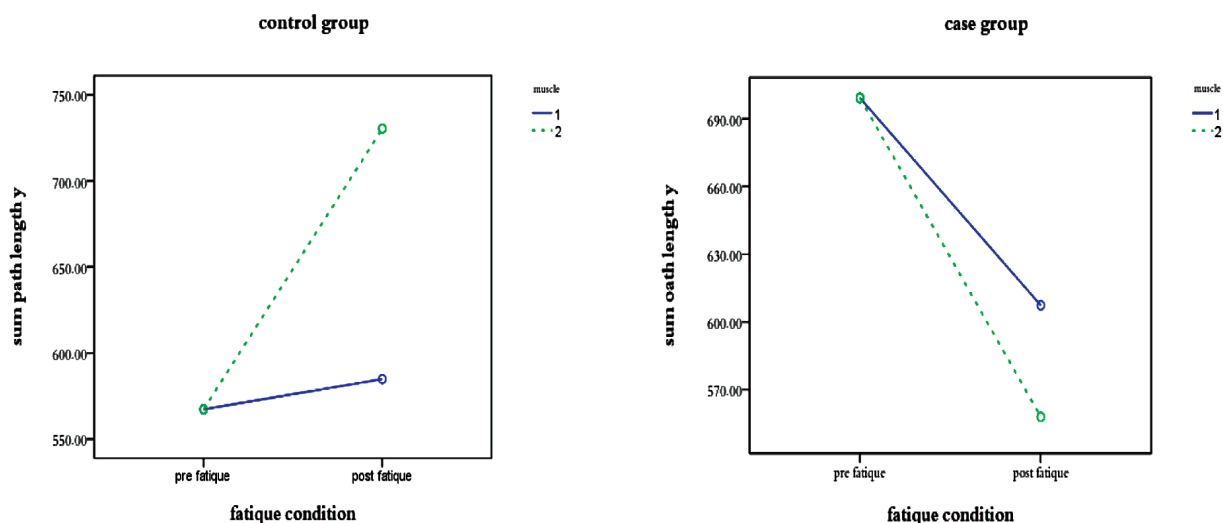 control group
sum path length y
750.00
700.00
650.00
600.00
550.00
pre fatique
post fatique
fatique condition
muscle
1
2
case group
sum oath length y
690.00
660.00
630.00
600.00
570.00
pre fatique
post fatique
fatique condition
muscle
1
2